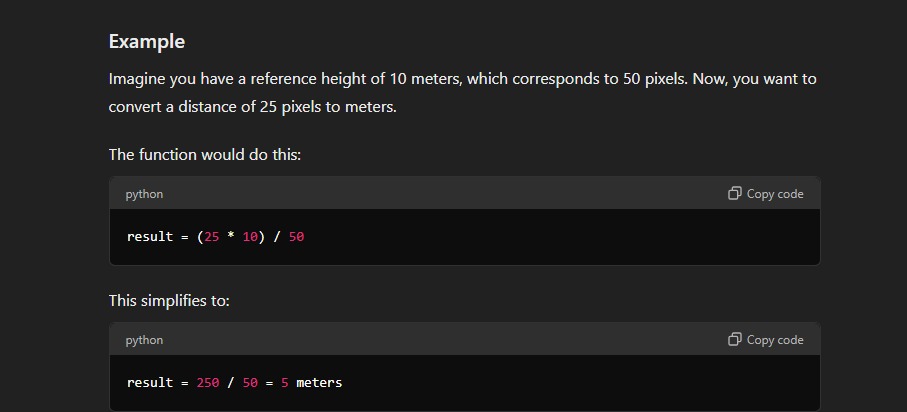 Example
Imagine you have a reference height of 10 meters, which corresponds to 50 pixels. Now, you want to
convert a distance of 25 pixels to meters.
The function would do this:
python Copy code
result = (25 * 10) / 50
This simplifies to:
python Copy code
result = 250 / 50 = 5 meters